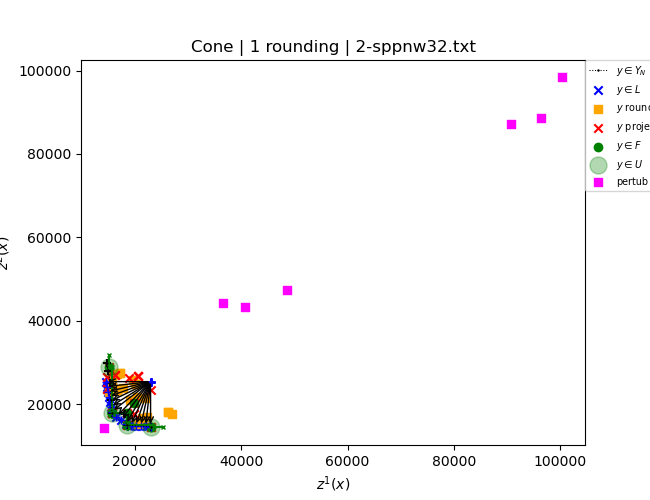 Cone | 1 rounding | 2-sppnw32.txt
100000
80000
60000
40000
20000
20000
40000
60000
80000
100000
z¹(x)
y ∈ Y_N
y ∈ L
y roun
y proje
y ∈ F
y ∈ U
pertub